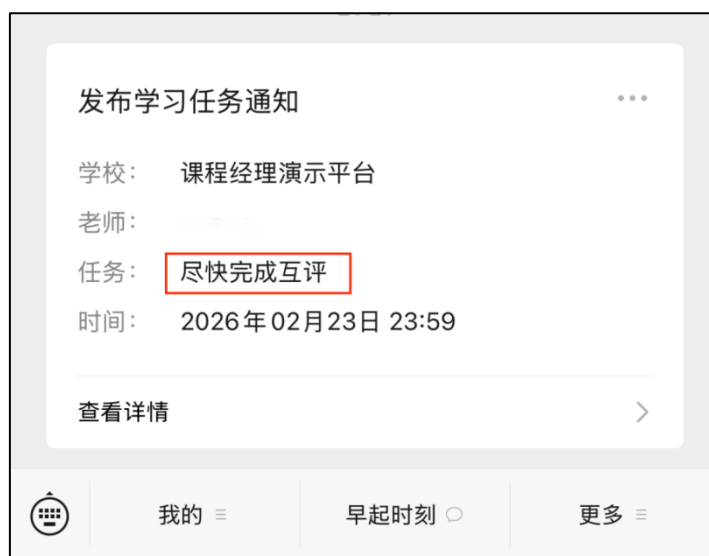 发布学习任务通知
学校： 课程经理演示平台
老师：
任务： 尽快完成互评
时间： 2026年02月23日 23:59
查看详情
我的 早起时刻 更多